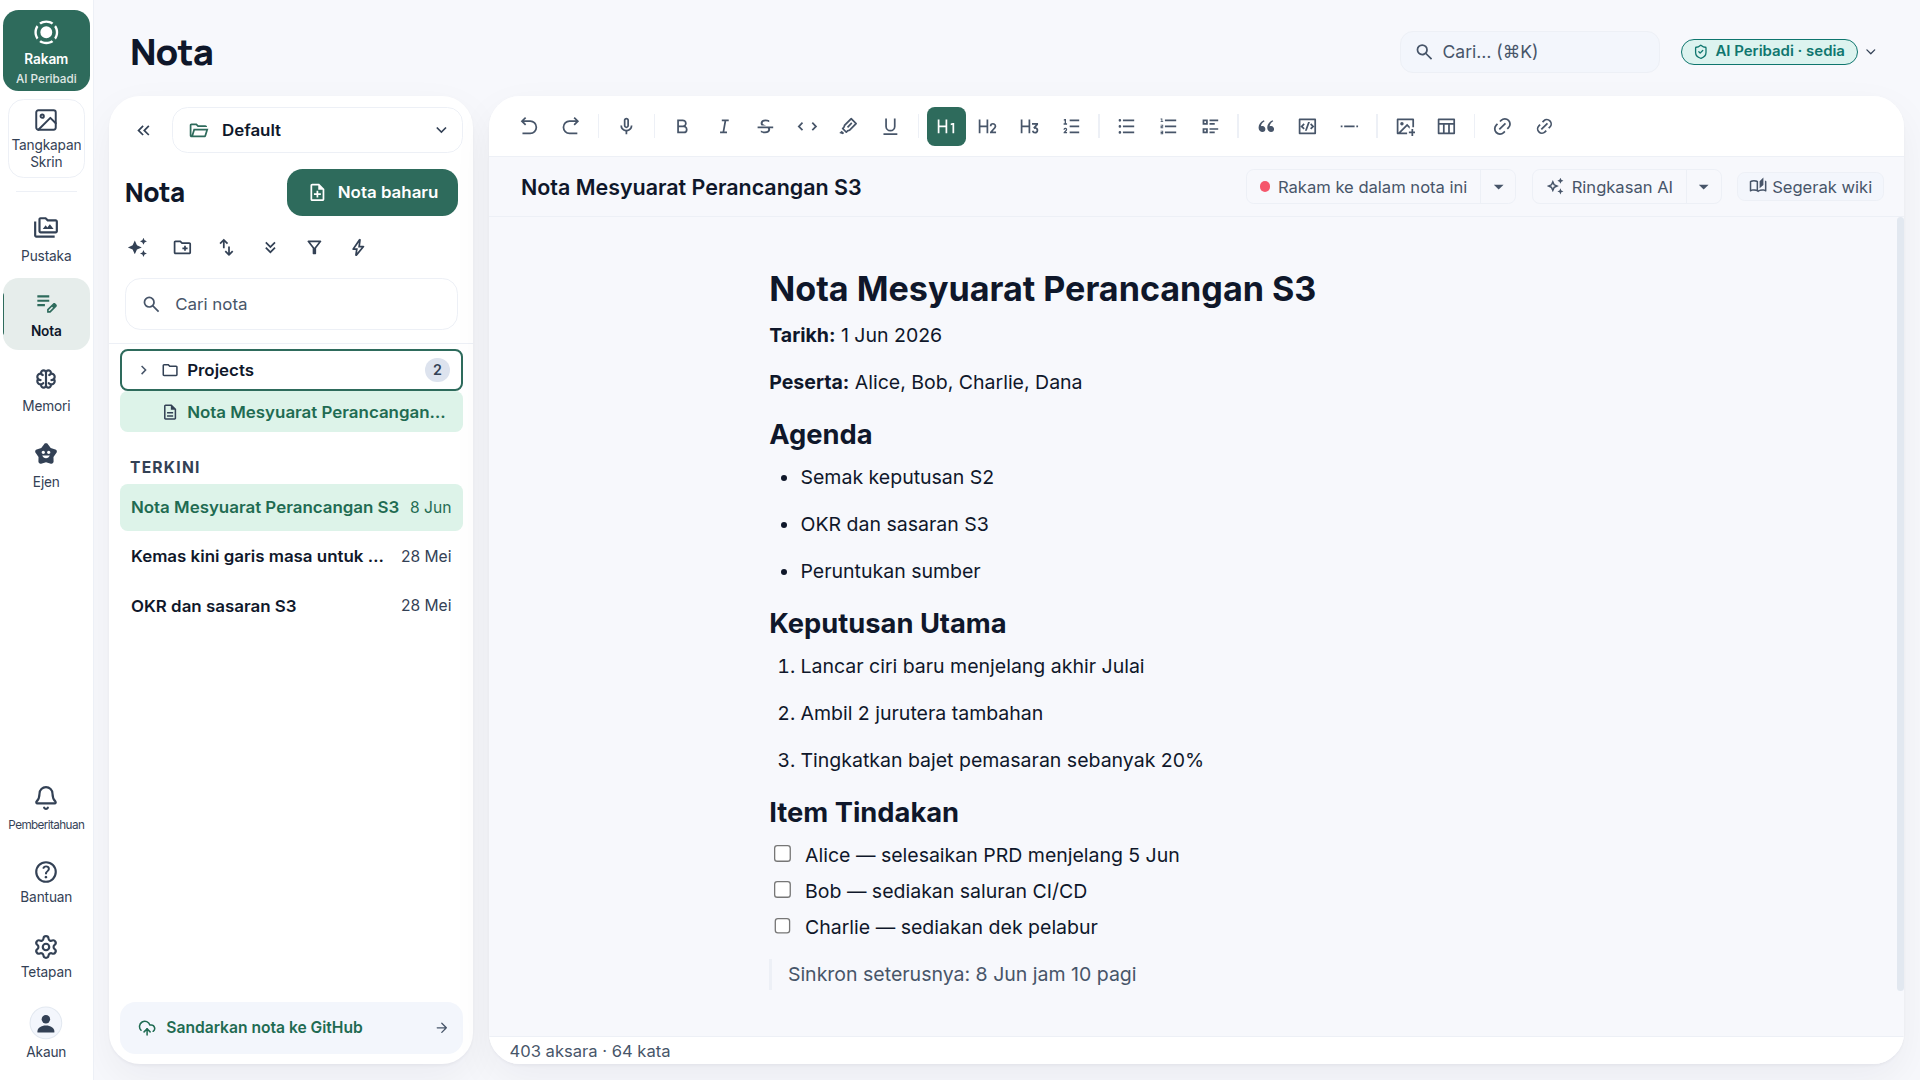 Rakam
AI Peribadi
Tangkapan
Skrin
Pustaka
Nota
Memori
Ejen
Pemberitahuan
Bantuan
Tetapan
Akaun
Nota
Cari... (⌘K)
AI Peribadi · sedia
Default
Nota
Nota baharu
Cari nota
Projects 2
Nota Mesyuarat Perancangan...
TERKINI
Nota Mesyuarat Perancangan S3 8 Jun
Kemas kini garis masa untuk ... 28 Mei
OKR dan sasaran S3 28 Mei
Sandarkan nota ke GitHub
H1 H2 H3
Nota Mesyuarat Perancangan S3
Rakam ke dalam nota ini
Ringkasan AI
Segerak wiki
Nota Mesyuarat Perancangan S3
Tarikh: 1 Jun 2026
Peserta: Alice, Bob, Charlie, Dana
Agenda
• Semak keputusan S2
• OKR dan sasaran S3
• Peruntukan sumber
Keputusan Utama
1. Lancar ciri baru menjelang akhir Julai
2. Ambil 2 jurutera tambahan
3. Tingkatkan bajet pemasaran sebanyak 20%
Item Tindakan
Alice — selesaikan PRD menjelang 5 Jun
Bob — sediakan saluran CI/CD
Charlie — sediakan dek pelabur
Sinkron seterusnya: 8 Jun jam 10 pagi
403 aksara · 64 kata